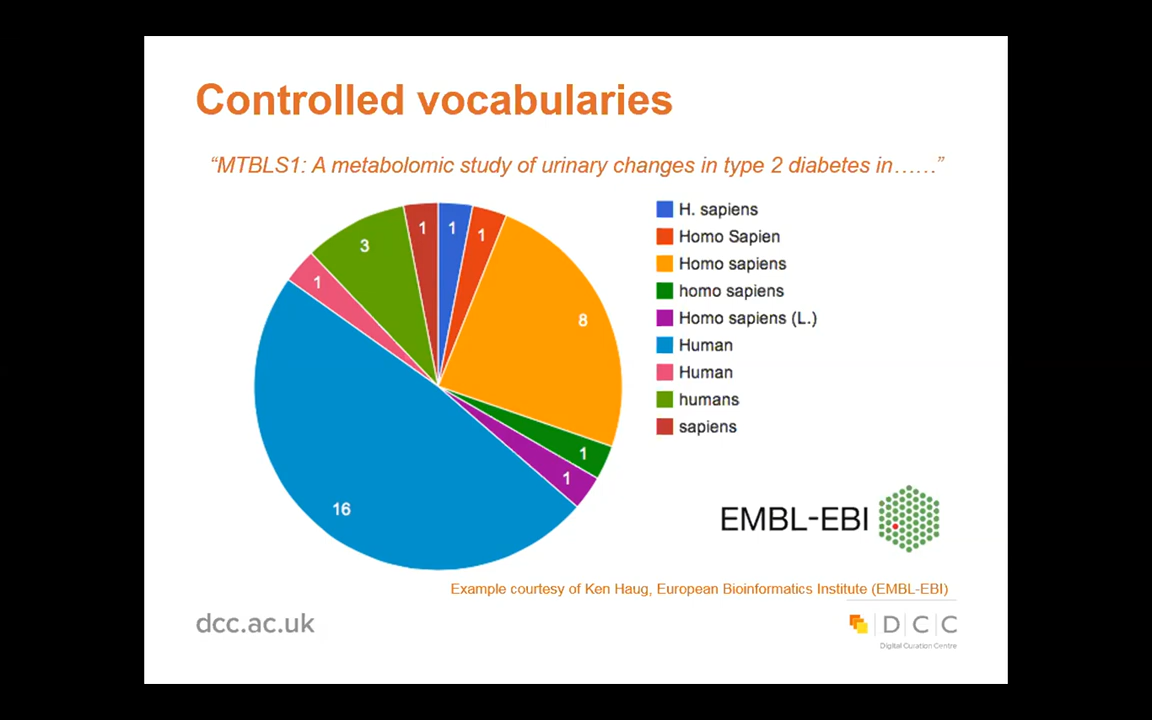 Controlled vocabularies
“MTBLS1: A metabolomic study of urinary changes in type 2 diabetes in……”
1
1
8
1
1
16
1
3
1
H. sapiens
Homo Sapien
Homo sapiens
homo sapiens
Homo sapiens (L.)
Human
Human
humans
sapiens
EMBL-EBI
Example courtesy of Ken Haug, European Bioinformatics Institute (EMBL-EBI)
dcc.ac.uk
D|C|C
Digital Curation Centre